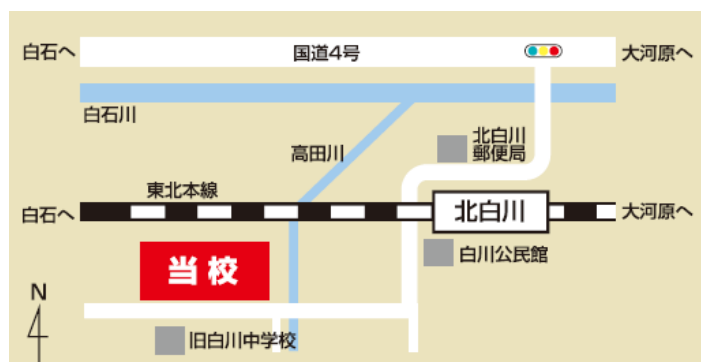 白石へ
国道4号
大河原へ
白石川
高田川
北白川
郵便局
東北本線
白石へ
北白川
大河原へ
当校
白川公民館
N
旧白川中学校